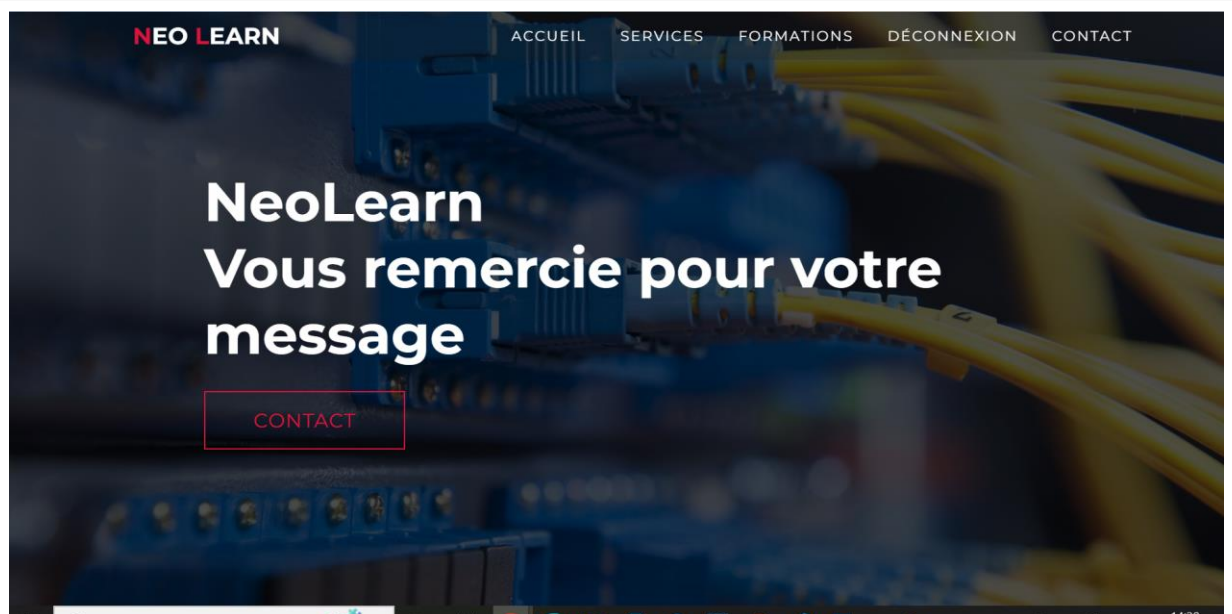 NEO LEARN
ACCUEIL SERVICES FORMATIONS DÉCONNEXION CONTACT
NeoLearn
Vous remercie pour votre
message
CONTACT